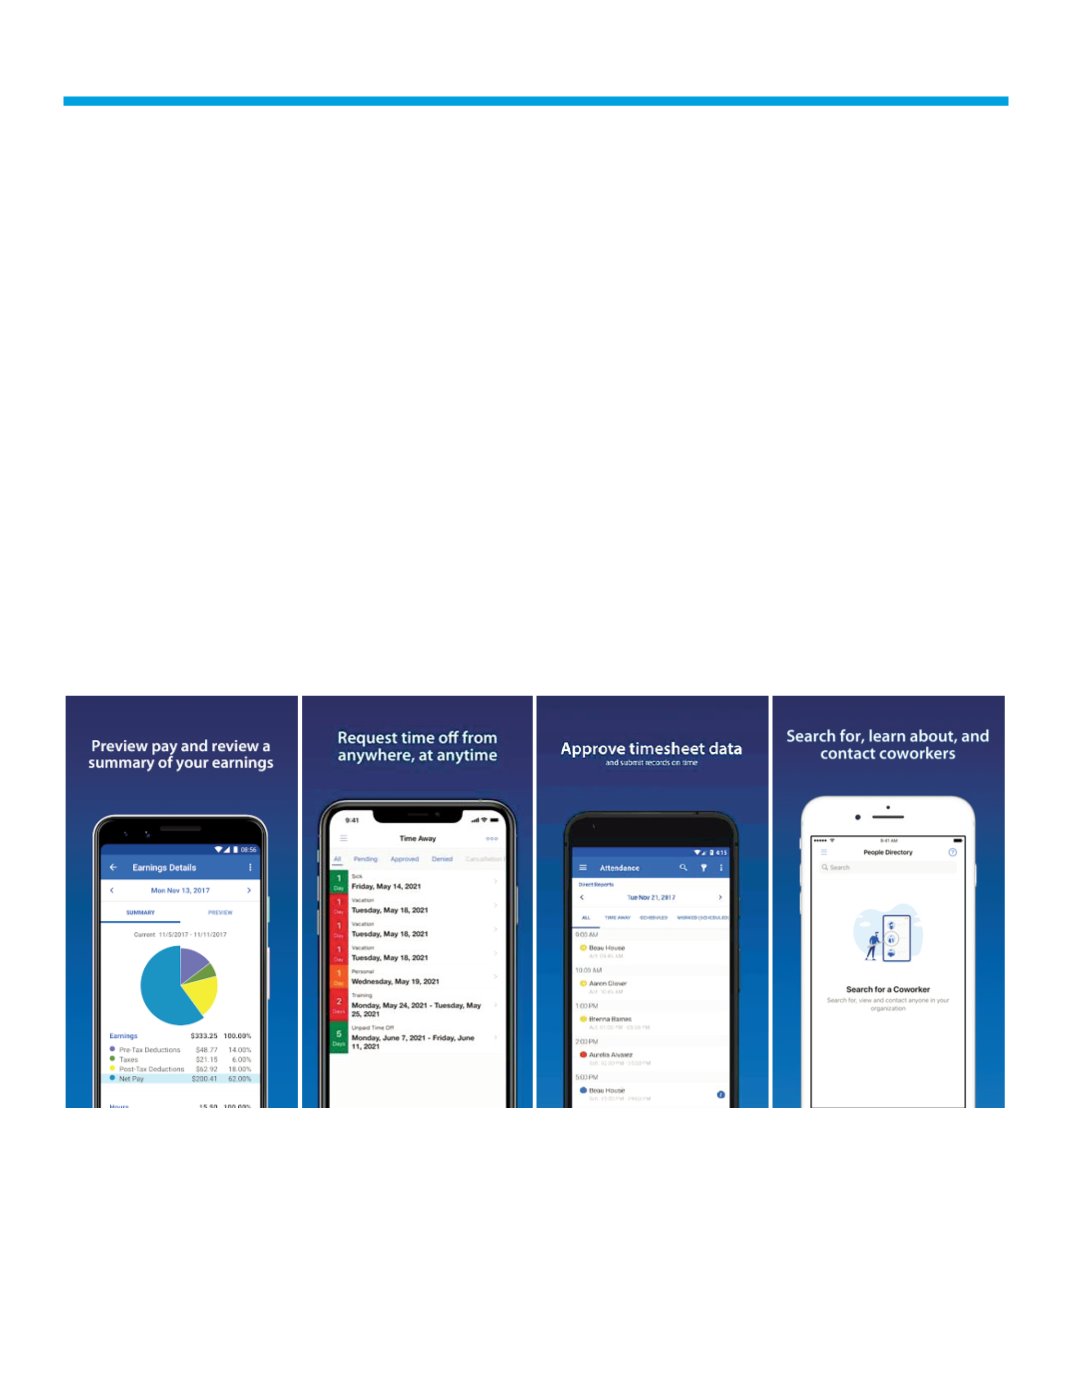 Preview pay and review a
summary of your earnings
08:56
Earnings Details
Mon Nov 13, 2017
SUMMARY PREVIEW
Current 11/5/2017 - 11/11/2017
Earnings $333.25 100.00%
Pre-Tax Deductions $48.77 14.00%
Taxes $21.15 6.00%
Post-Tax Deductions $62.92 18.00%
Net Pay $200.41 62.00%
Hours 15.50 100.00%
Request time off from
anywhere, at anytime
9:41
Time Away
All Pending Approved Denied Cancellation
1 Day
Sick
Friday, May 14, 2021
1 Day
Vacation
Tuesday, May 18, 2021
1 Day
Vacation
Tuesday, May 18, 2021
1 Day
Vacation
Tuesday, May 18, 2021
1 Day
Personal
Wednesday, May 19, 2021
2 Days
Training
Monday, May 24, 2021 - Tuesday, May
25, 2021
5 Days
Unpaid Time Off
Monday, June 7, 2021 - Friday, June
11, 2021
Approve timesheet data
and submit records on time
4:15
Attendance
Direct Reports
Tue Nov 21, 2017
ALL TIME AWAY SCHEDULED WORKED (SCHEDULED)
9:00 AM
Beau House
10:00 AM
Aaron Glover
1:00 PM
Brenna Barnes
2:00 PM
Aurelia Alvarez
5:00 PM
Beau House
Search for, learn about, and
contact coworkers
9:41 AM
People Directory
Search
Search for a Coworker
Search for, view and contact anyone in your
organization